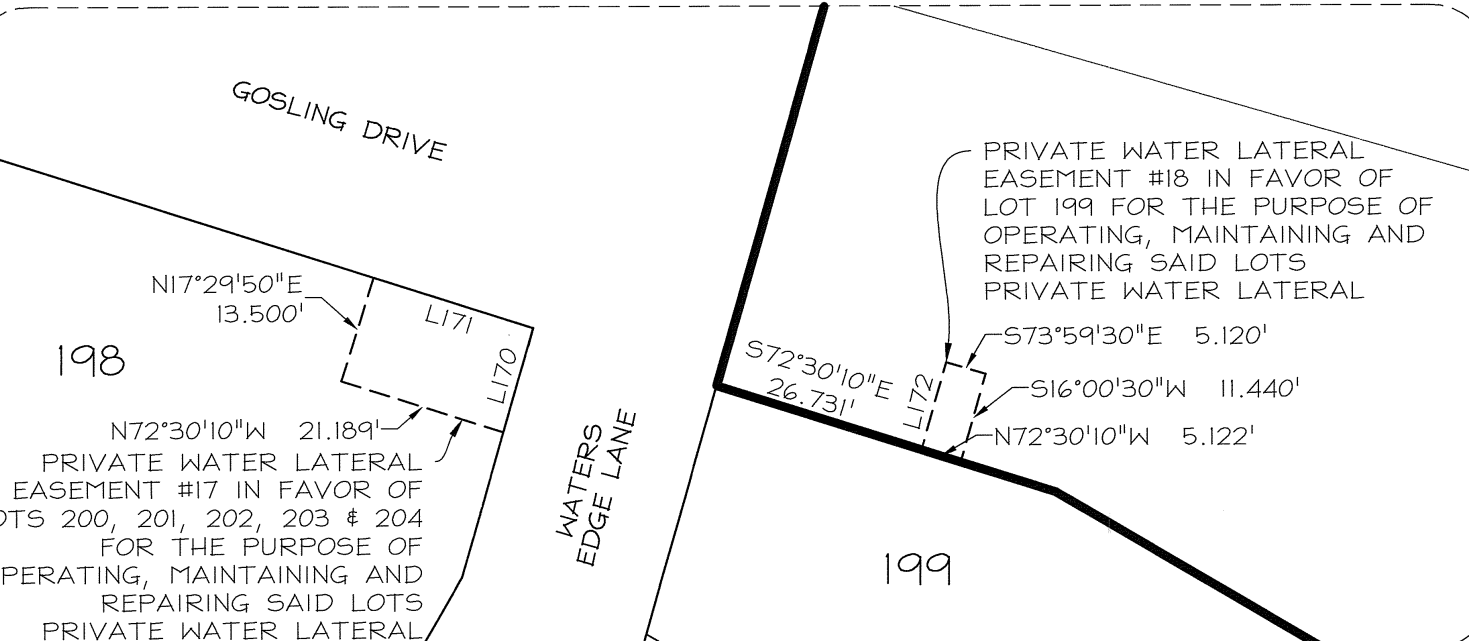 GOSLING DRIVE
PRIVATE WATER LATERAL
EASEMENT #18 IN FAVOR OF
LOT 199 FOR THE PURPOSE OF
OPERATING, MAINTAINING AND
REPAIRING SAID LOTS
PRIVATE WATER LATERAL
N17°29'50"E
13.500'
L171
L170
198
S72°30'10"E
26.731'
L172
S73°59'30"E 5.120'
S16°00'30"W 11.440'
N72°30'10"W 5.122'
N72°30'10"W 21.189'
PRIVATE WATER LATERAL
EASEMENT #17 IN FAVOR OF
OTS 200, 201, 202, 203 & 204
FOR THE PURPOSE OF
PERATING, MAINTAINING AND
REPAIRING SAID LOTS
PRIVATE WATER LATERAL
WATERS
EDGE LANE
199